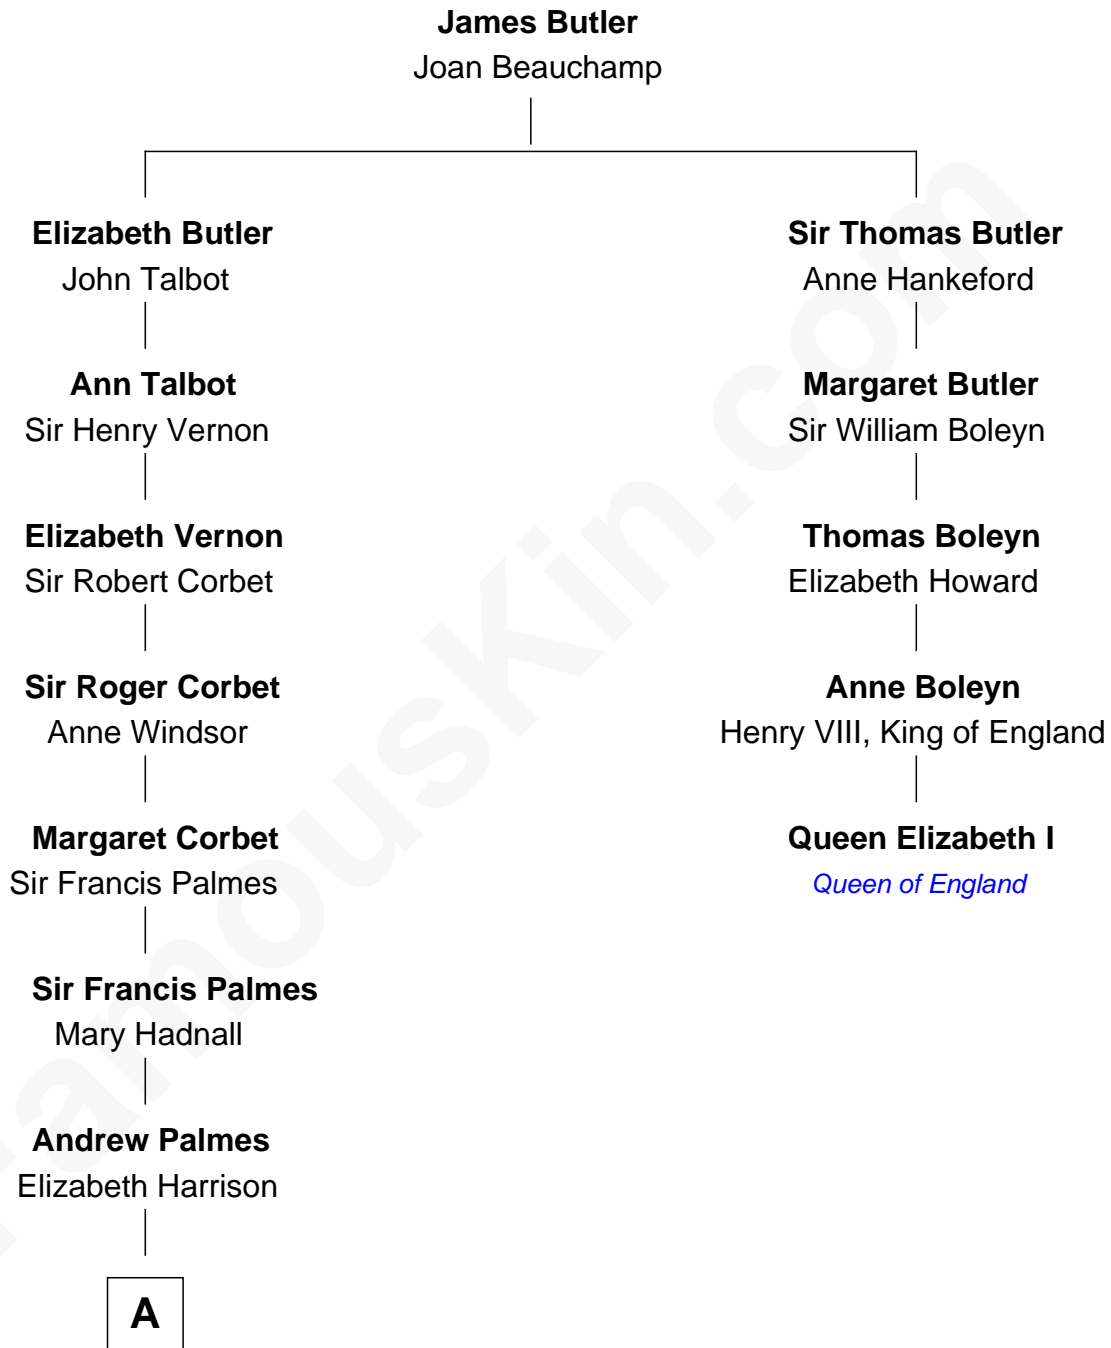 James Butler
Joan Beauchamp
Elizabeth Butler
John Talbot
Sir Thomas Butler
Anne Hankeford
Ann Talbot
Sir Henry Vernon
Margaret Butler
Sir William Boleyn
Elizabeth Vernon
Sir Robert Corbet
Thomas Boleyn
Elizabeth Howard
Sir Roger Corbet
Anne Windsor
Anne Boleyn
Henry VIII, King of England
Margaret Corbet
Sir Francis Palmes
Queen Elizabeth I
Queen of England
Sir Francis Palmes
Mary Hadnall
Andrew Palmes
Elizabeth Harrison
A
FamousKin.com